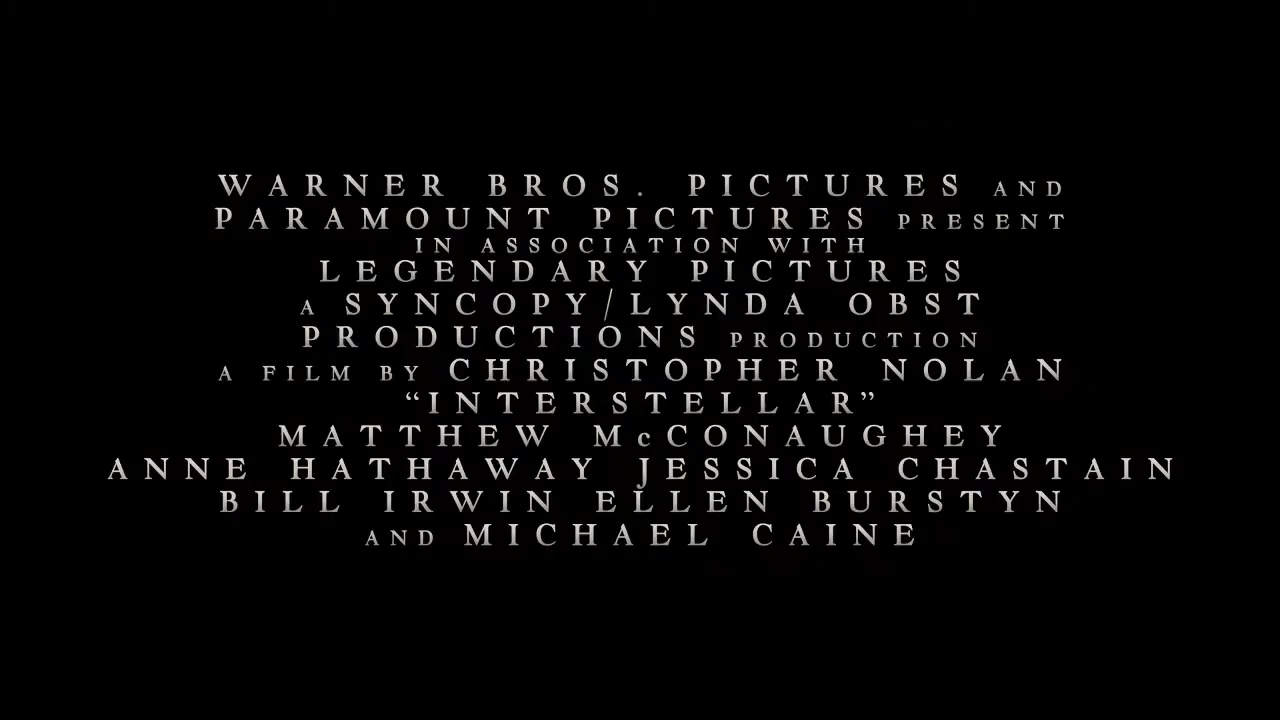 WARNER BROS. PICTURES AND
PARAMOUNT PICTURES PRESENT
IN ASSOCIATION WITH
LEGENDARY PICTURES
A SYNCOPY/LYNDA OBST
PRODUCTIONS PRODUCTION
A FILM BY CHRISTOPHER NOLAN
“INTERSTELLAR”
MATTHEW McCONAUGHEY
ANNE HATHAWAY JESSICA CHASTAIN
BILL IRWIN ELLEN BURSTYN
AND MICHAEL CAINE